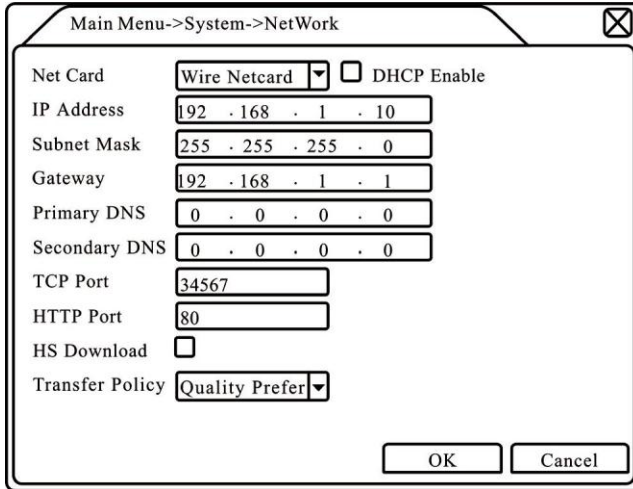 Main Menu->System->NetWork
Net Card Wire Netcard DHCP Enable
IP Address 192 . 168 . 1 . 10
Subnet Mask 255 . 255 . 255 . 0
Gateway 192 . 168 . 1 . 1
Primary DNS 0 . 0 . 0 . 0
Secondary DNS 0 . 0 . 0 . 0
TCP Port 34567
HTTP Port 80
HS Download
Transfer Policy Quality Prefer
OK Cancel